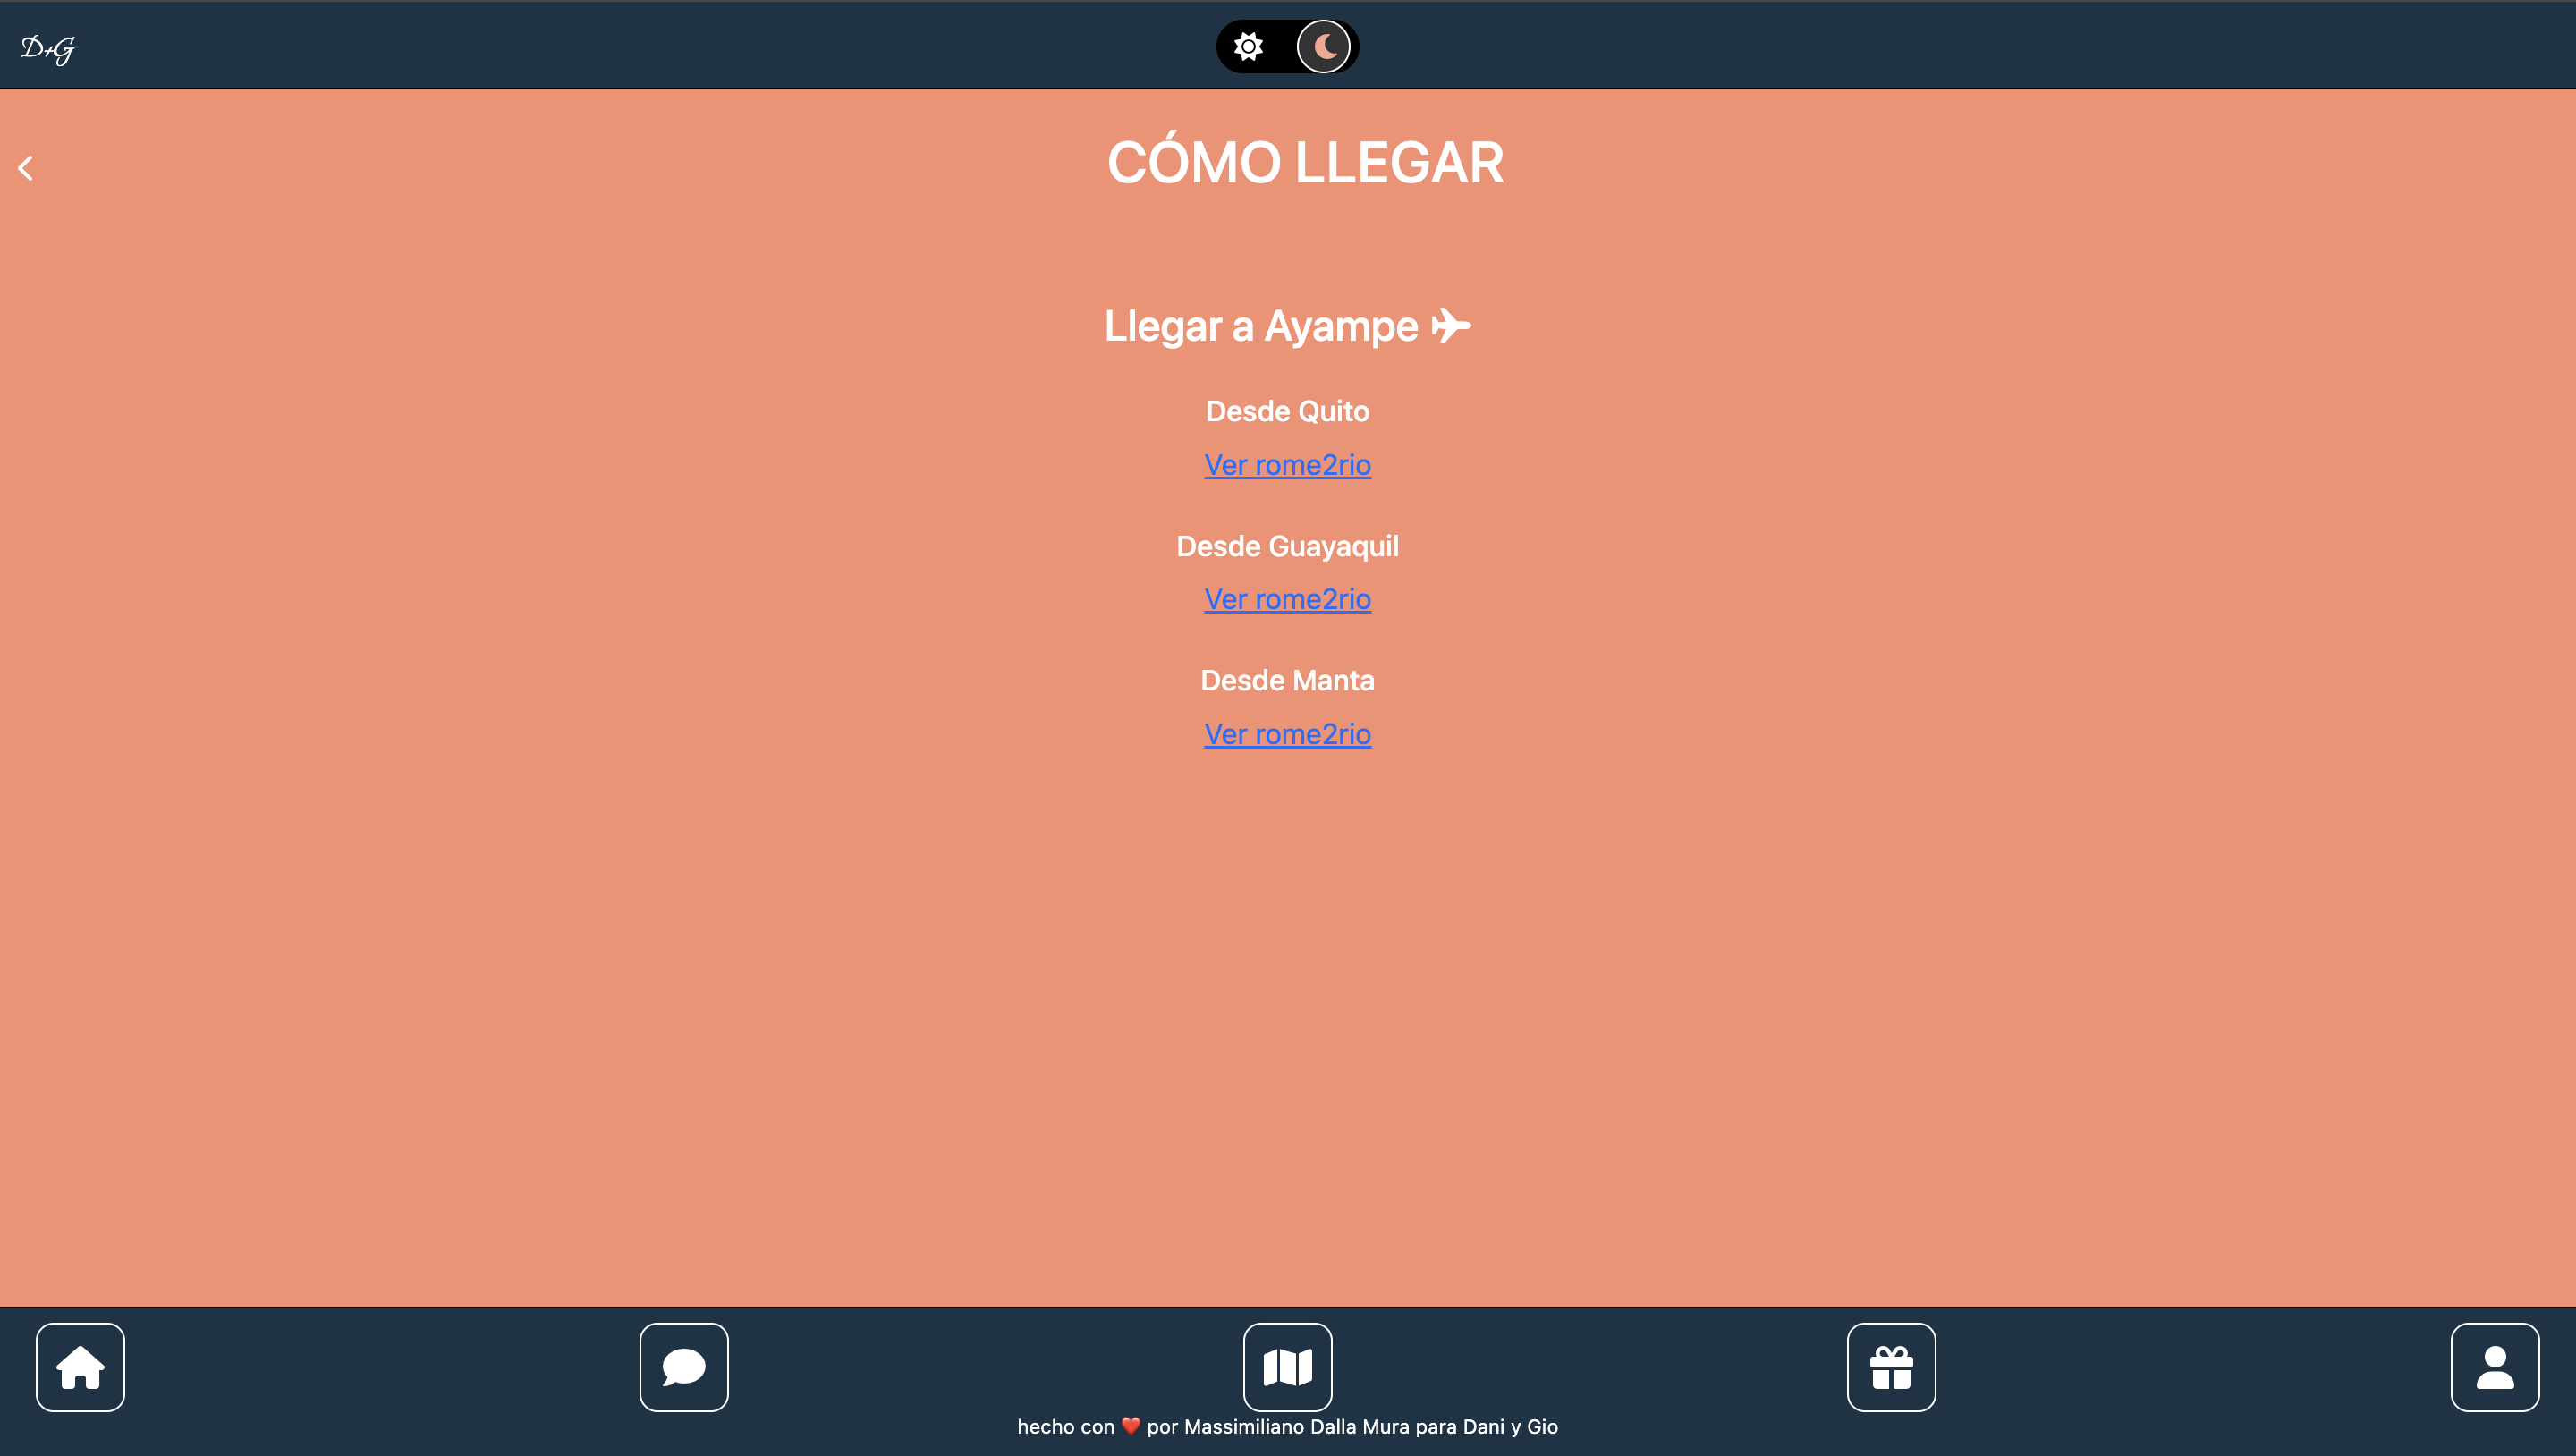 D+G
CÓMO LLEGAR
Llegar a Ayampe
Desde Quito
Ver rome2rio
Desde Guayaquil
Ver rome2rio
Desde Manta
Ver rome2rio
hecho con ❤️ por Massimiliano Dalla Mura para Dani y Gio